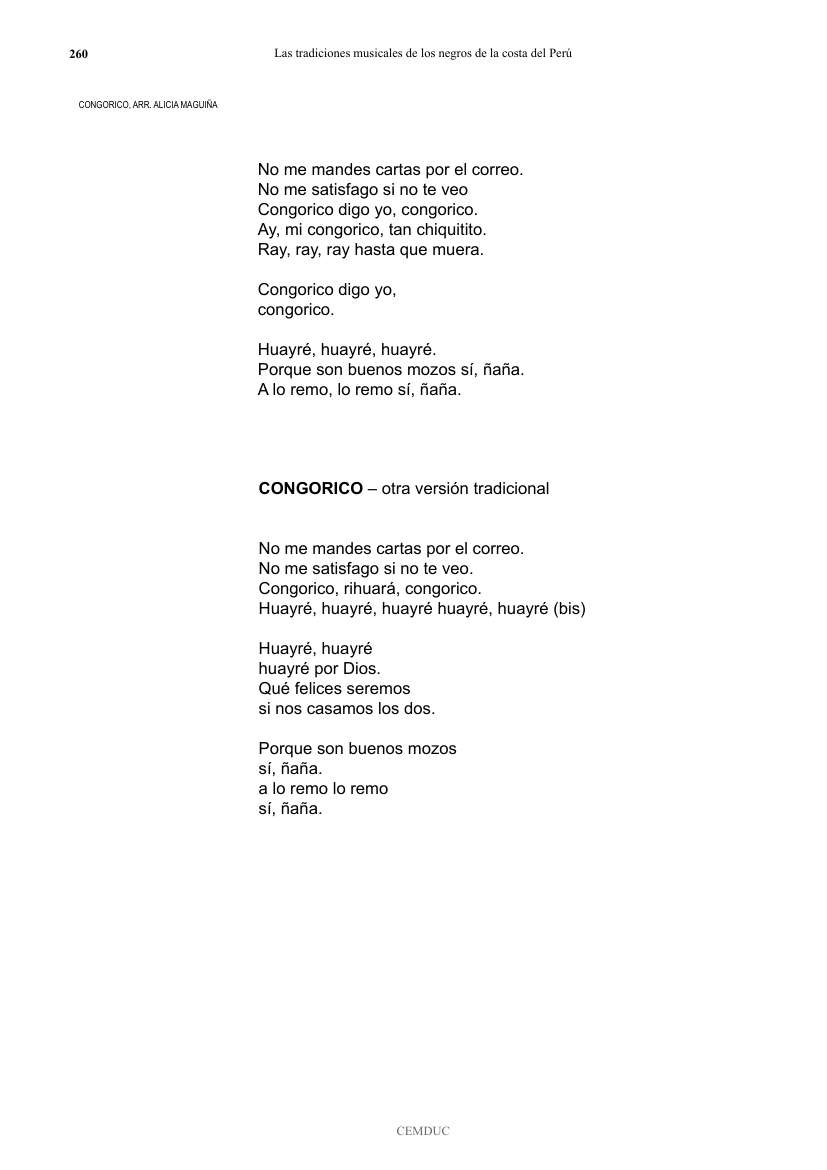 260
Las tradiciones musicales de los negros de la costa del Perú
CONGORICO, ARR. ALICIA MAGUIÑA
No me mandes cartas por el correo.
No me satisfago si no te veo
Congorico digo yo, congorico.
Ay, mi congorico, tan chiquitito.
Ray, ray, ray hasta que muera.
Congorico digo yo,
congorico.
Huayré, huayré, huayré.
Porque son buenos mozos sí, ñaña.
A lo remo, lo remo sí, ñaña.
CONGORICO – otra versión tradicional
No me mandes cartas por el correo.
No me satisfago si no te veo.
Congorico, rihuará, congorico.
Huayré, huayré, huayré huayré, huayré (bis)
Huayré, huayré
huayré por Dios.
Qué felices seremos
si nos casamos los dos.
Porque son buenos mozos
sí, ñaña.
a lo remo lo remo
sí, ñaña.
CEMDUC